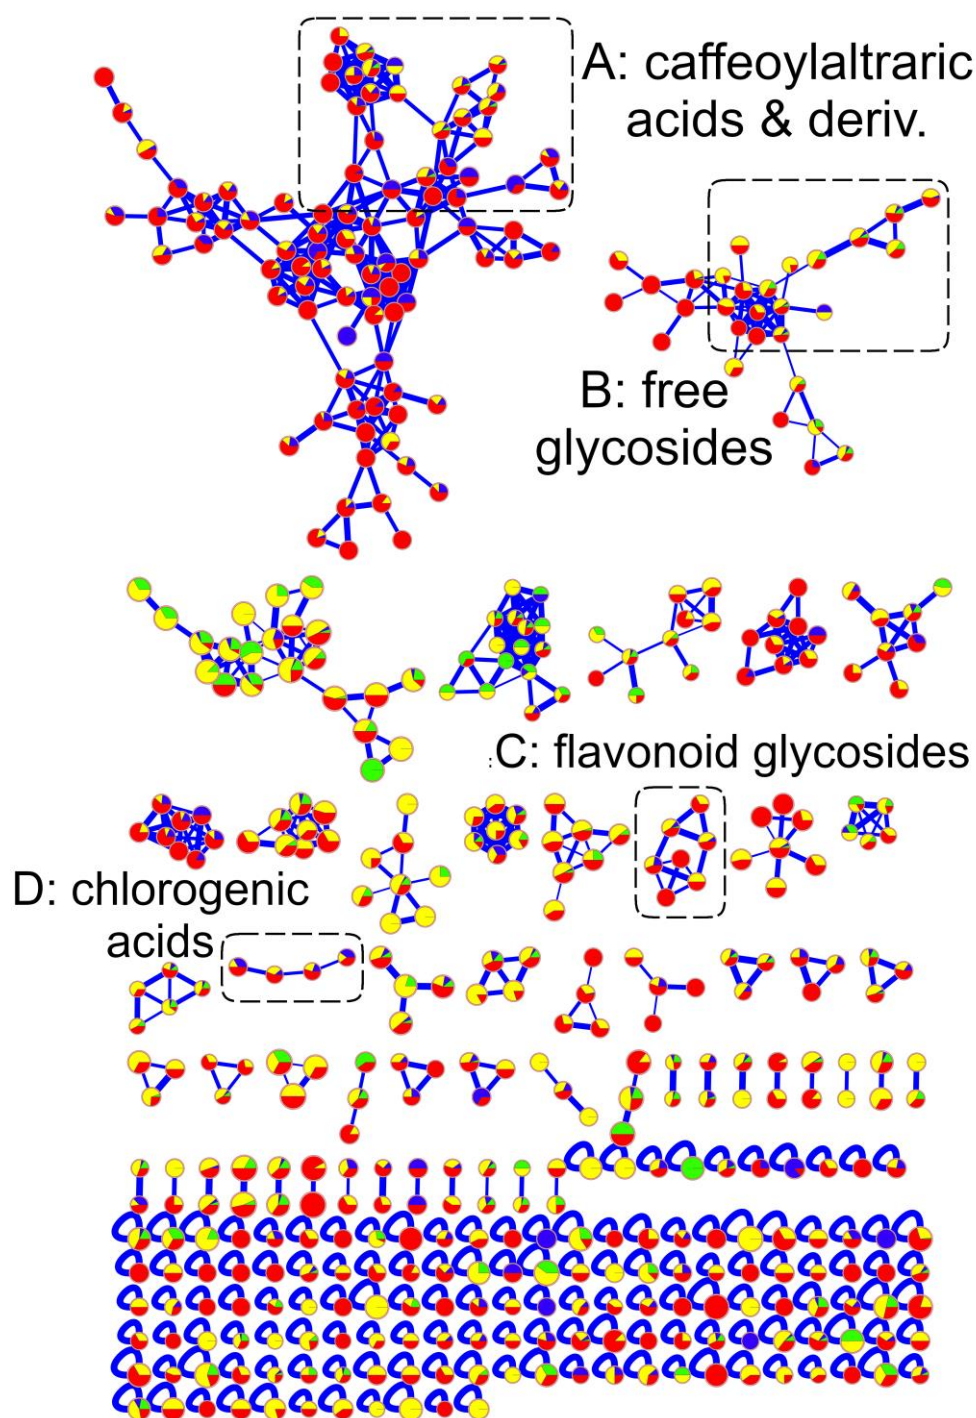 A: caffeoylaltraric
acids & deriv.
B: free
glycosides
:C: flavonoid glycosides
D: chlorogenic
acids